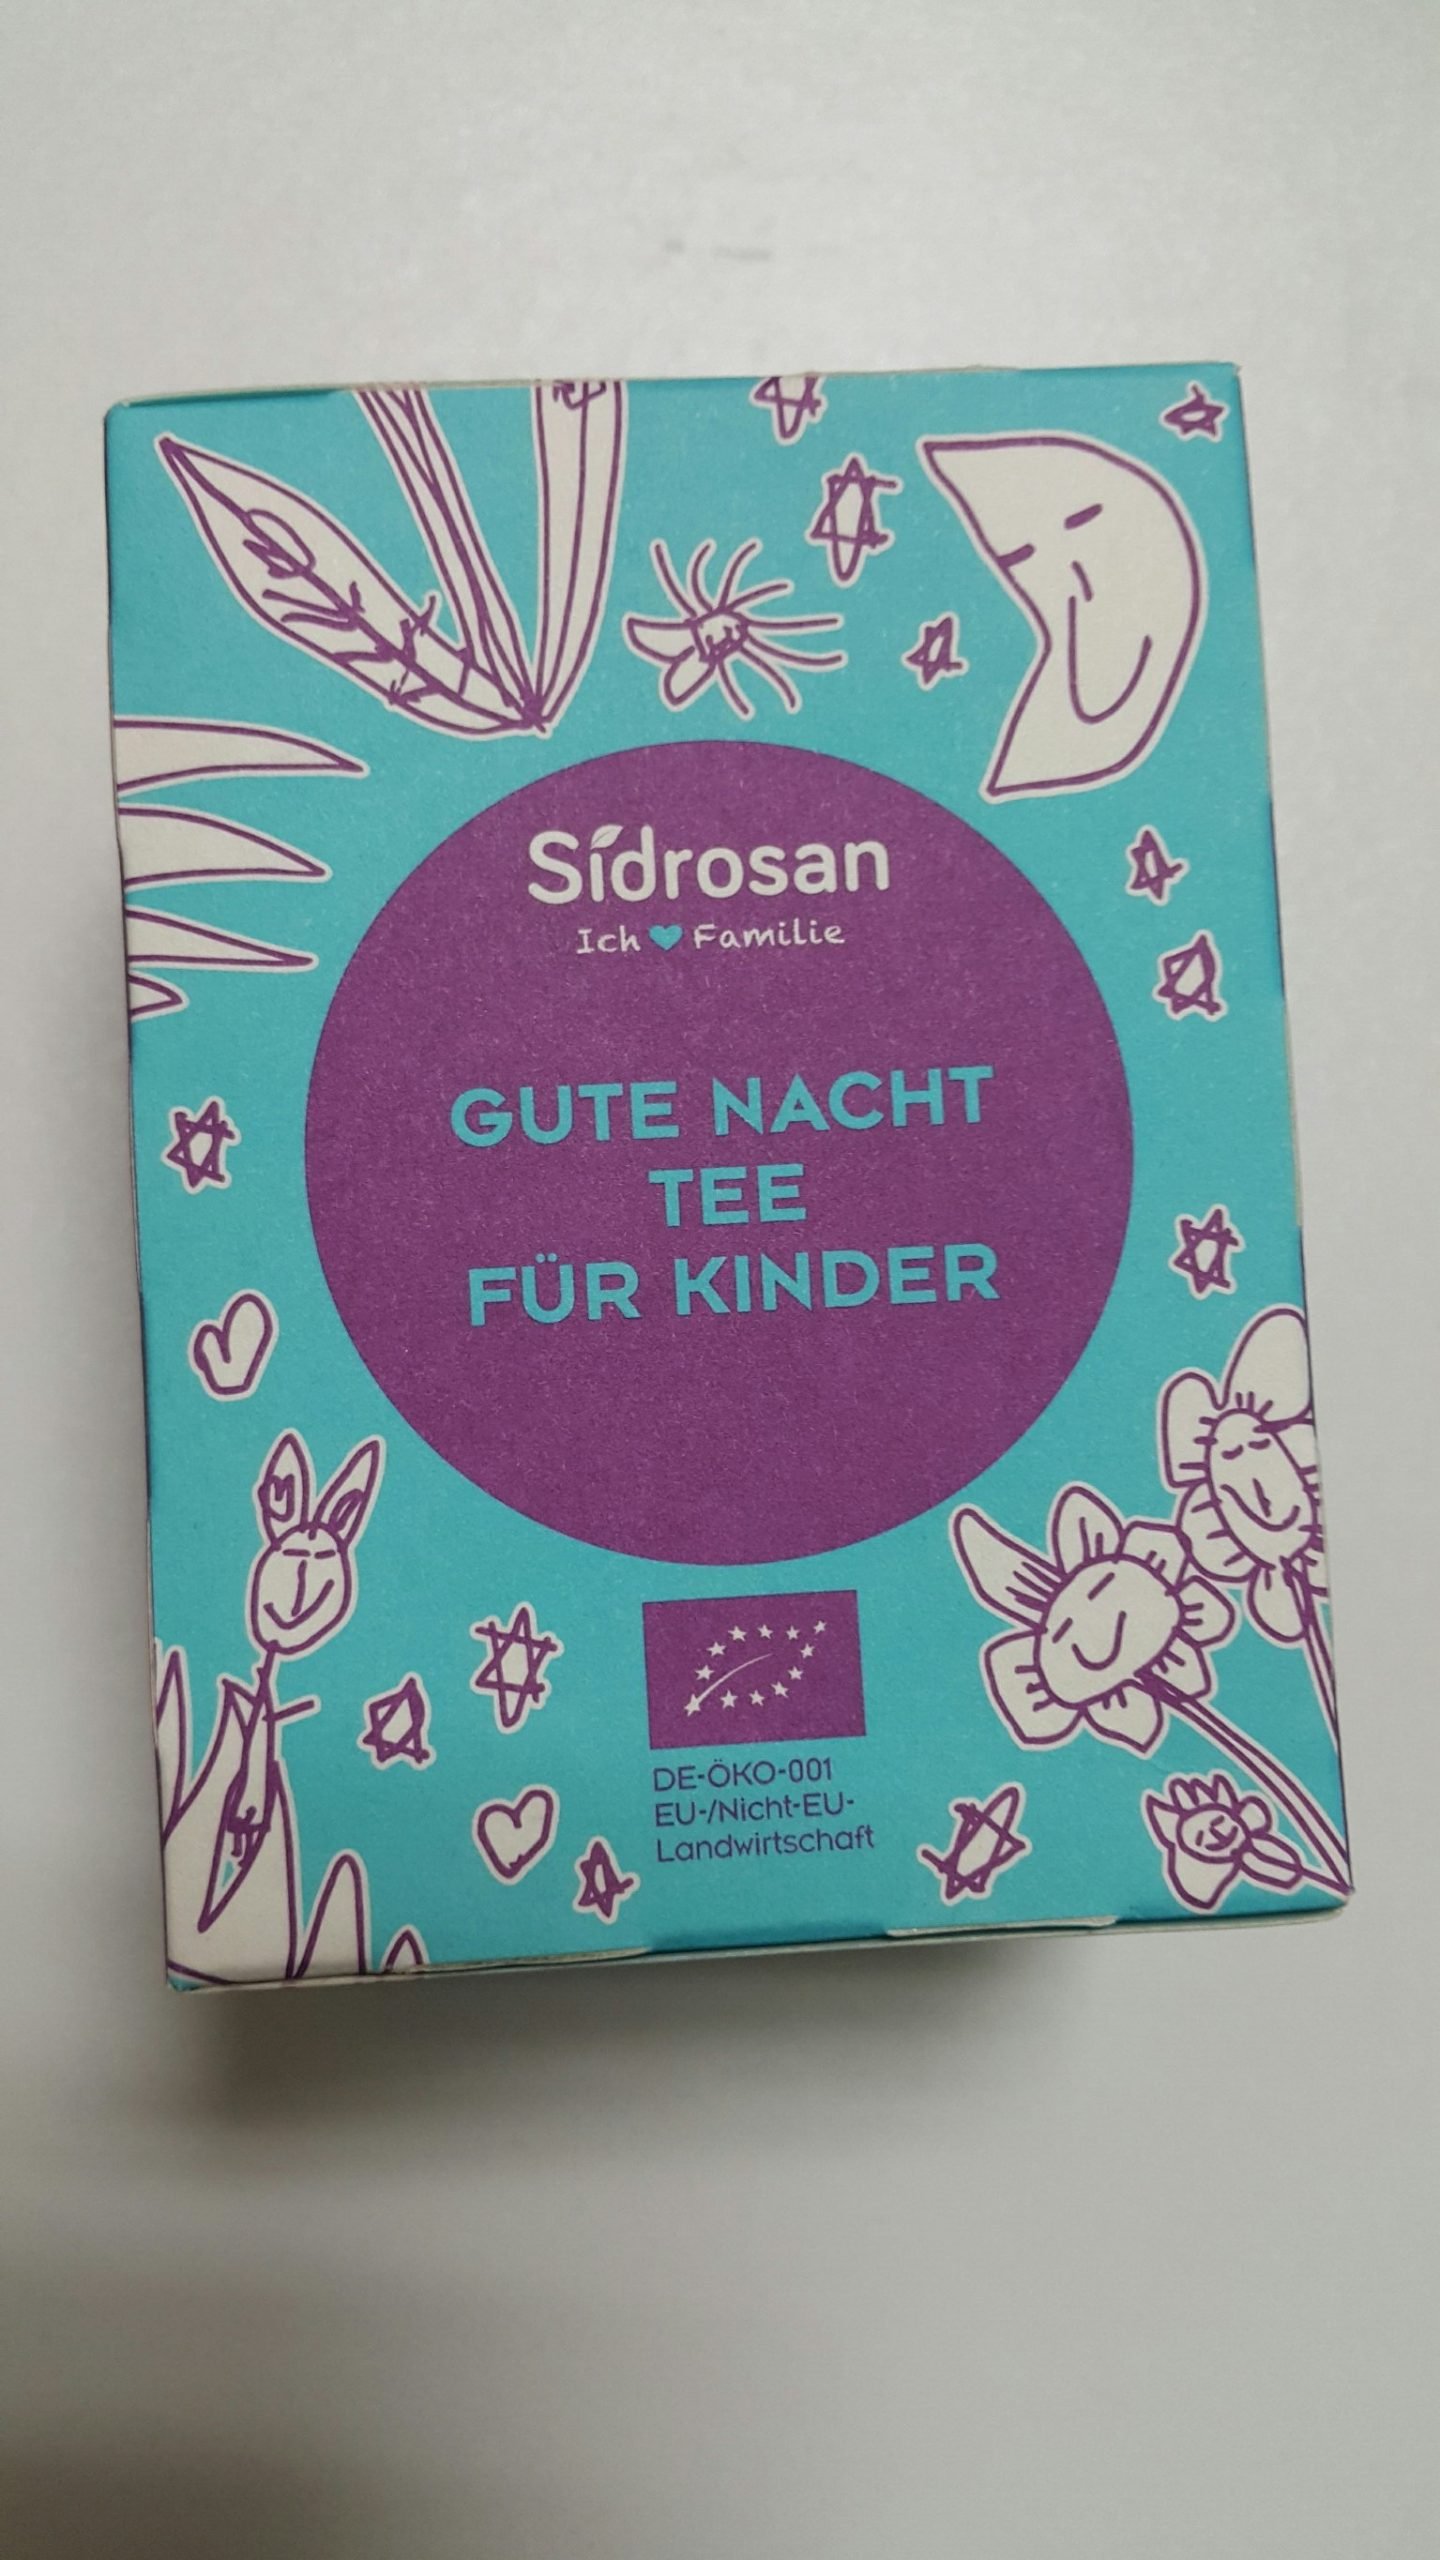 Sidrosan
Ich ♥ Familie
GUTE NACHT
TEE
FÜR KINDER
DE-ÖKO-001
EU-/Nicht-EU-
Landwirtschaft